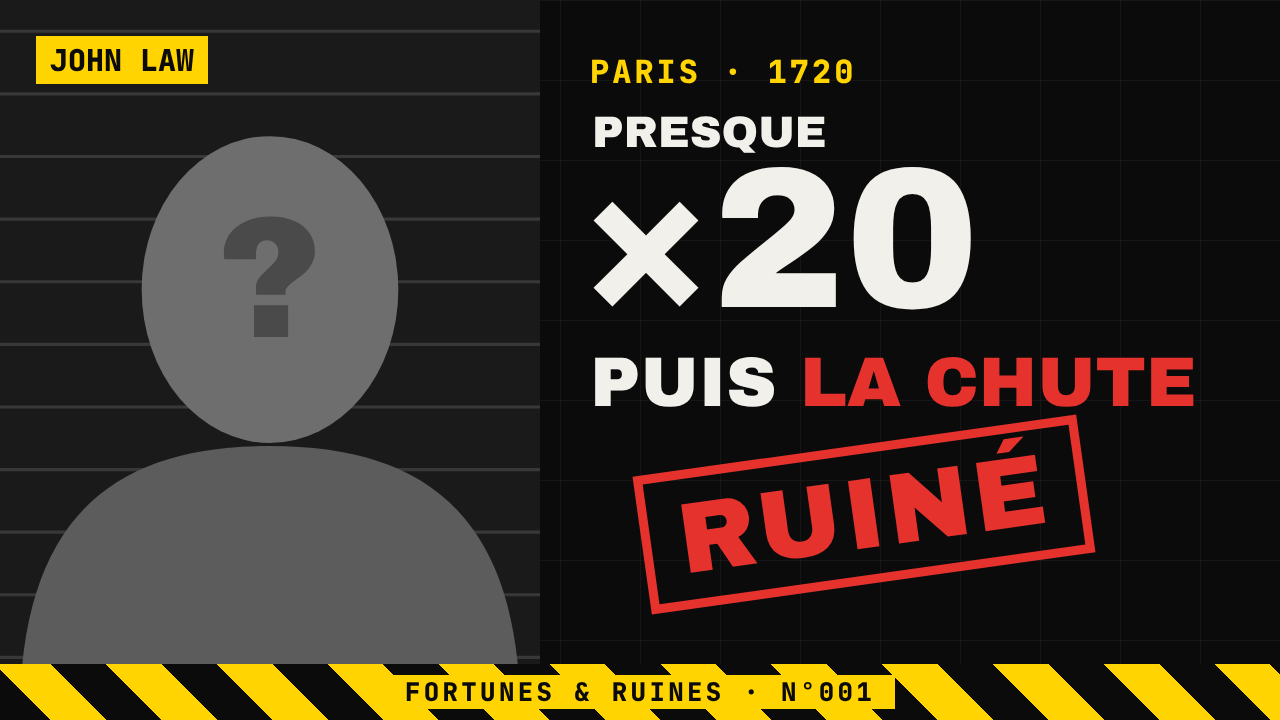 JOHN LAW
?
PARIS · 1720
PRESQUE
×20
PUIS LA CHUTE
RUINÉ
FORTUNES & RUINES · N°001